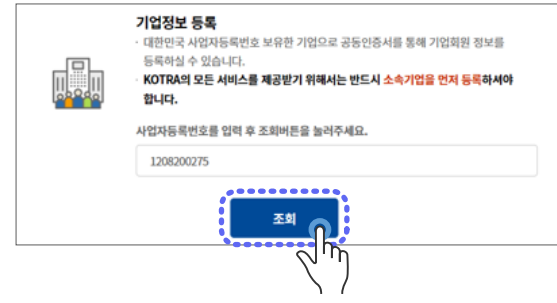 기업정보 등록
· 대한민국 사업자등록번호 보유한 기업으로 공동인증서를 통해 기업회원 정보를
등록하실 수 있습니다.
· KOTRA의 모든 서비스를 제공받기 위해서는 반드시 소속기업을 먼저 등록하셔야
합니다.
사업자등록번호를 입력 후 조회버튼을 눌러주세요.
1208200275
조회